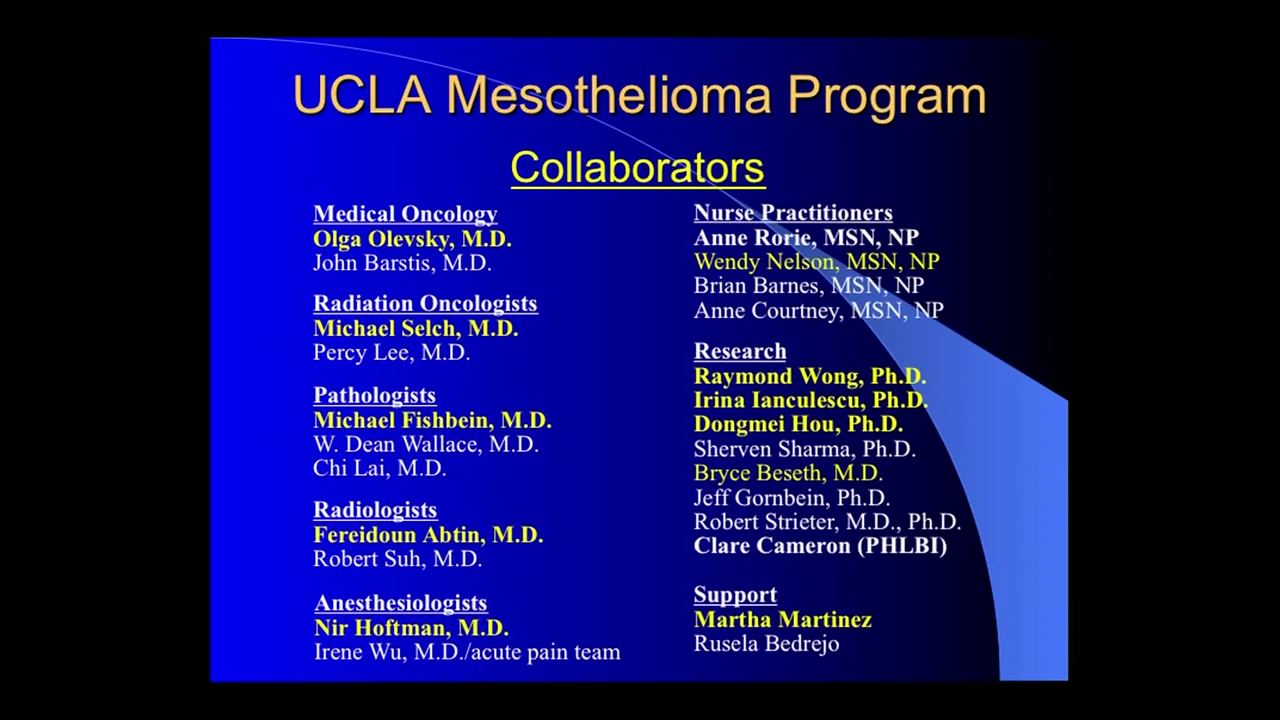 UCLA Mesothelioma Program
Collaborators
Medical Oncology
Olga Olevsky, M.D.
John Barstis, M.D.
Radiation Oncologists
Michael Selch, M.D.
Percy Lee, M.D.
Pathologists
Michael Fishbein, M.D.
W. Dean Wallace, M.D.
Chi Lai, M.D.
Radiologists
Fereidoun Abtin, M.D.
Robert Suh, M.D.
Anesthesiologists
Nir Hoftman, M.D.
Irene Wu, M.D./acute pain team
Nurse Practitioners
Anne Rorie, MSN, NP
Wendy Nelson, MSN, NP
Brian Barnes, MSN, NP
Anne Courtney, MSN, NP
Research
Raymond Wong, Ph.D.
Irina Ianculescu, Ph.D.
Dongmei Hou, Ph.D.
Sherven Sharma, Ph.D.
Bryce Beseth, M.D.
Jeff Gornbein, Ph.D.
Robert Strieter, M.D., Ph.D.
Clare Cameron (PHLBI)
Support
Martha Martinez
Rusela Bedrejo